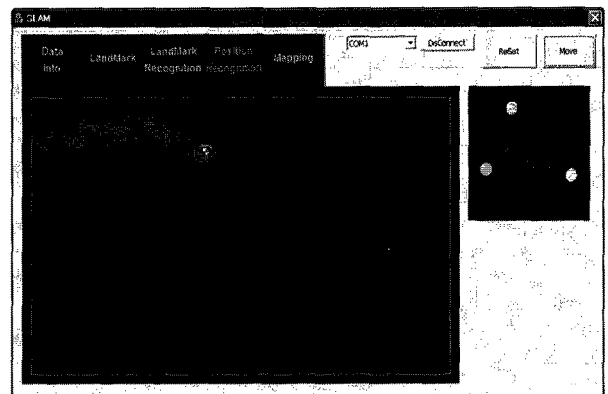 SLAM
Data
Info
LandMark
LandMark
Recognition
Position
Recognition
Mapping
COM1
DisConnect
ReSet
Move